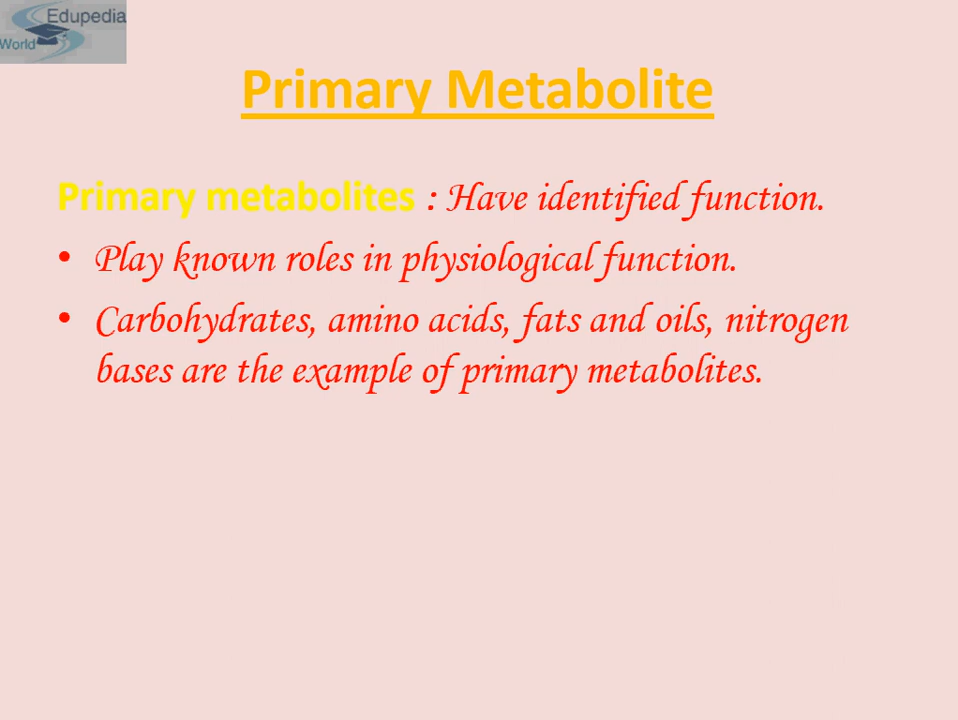 Edupedia
World
Primary Metabolite
Primary metabolites : Have identified function.
• Play known roles in physiological function.
• Carbohydrates, amino acids, fats and oils, nitrogen
bases are the example of primary metabolites.